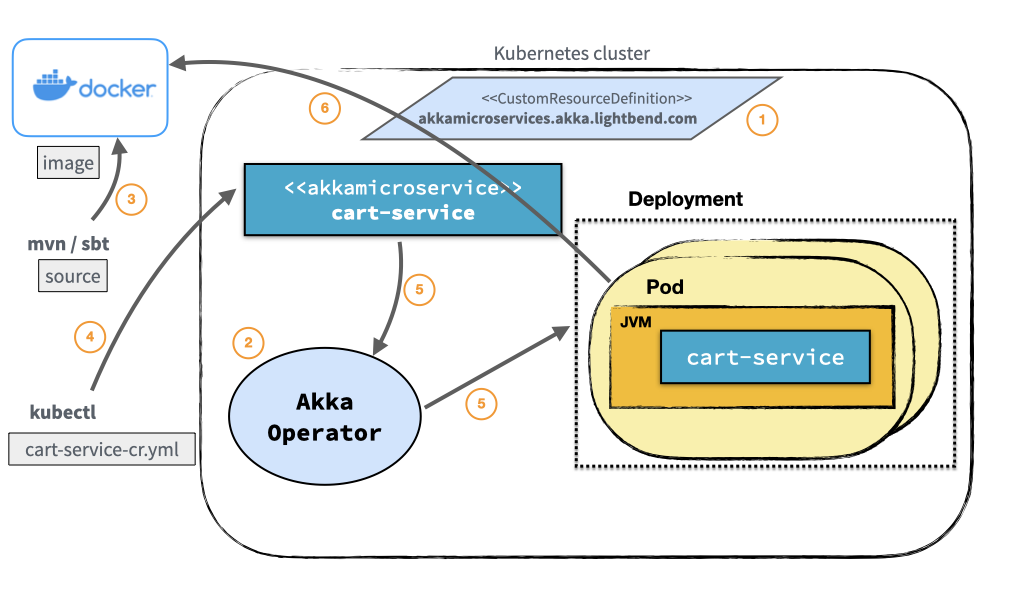 Kubernetes cluster
docker
<<CustomResourceDefinition>>
akkamicroservices.akka.lightbend.com
1
6
image
3
<<akkamicroservice>>
cart-service
mvn / sbt
source
Deployment
5
Pod
JVM
cart-service
4
2
Akka
Operator
5
kubectl
cart-service-cr.yml